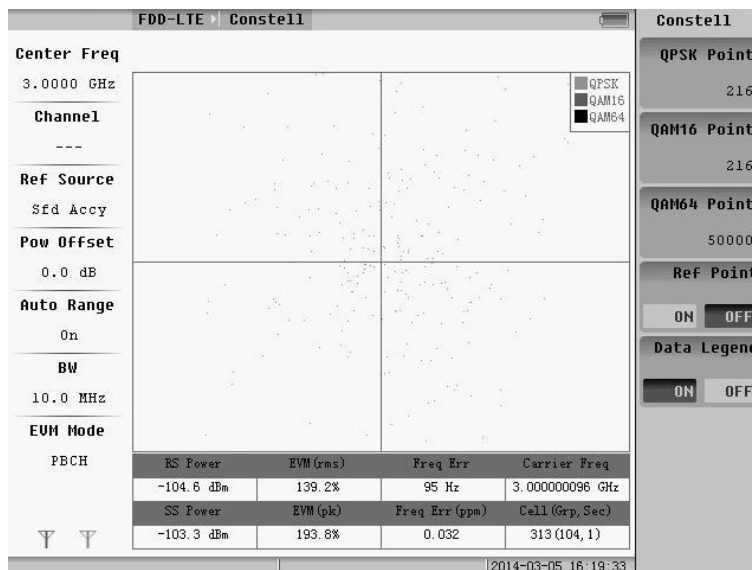 FDD-LTE Constell
Center Freq
3.0000 GHz
Channel
---
Ref Source
Sfd Accy
Pow Offset
0.0 dB
Auto Range
On
BW
10.0 MHz
EVM Mode
PBCH
QPSK
QAM16
QAM64
RS Power EVM(rms) Freq Err Carrier Freq
-104.6 dBm 139.2% 95 Hz 3.000000096 GHz
SS Power EVM(pk) Freq Err(ppm) Cell(Grp,Sec)
-103.3 dBm 193.8% 0.032 313(104,1)
2014-03-05 16:19:33
Constell
QPSK Point
216
QAM16 Point
216
QAM64 Point
50000
Ref Point
ON OFF
Data Legend
ON OFF